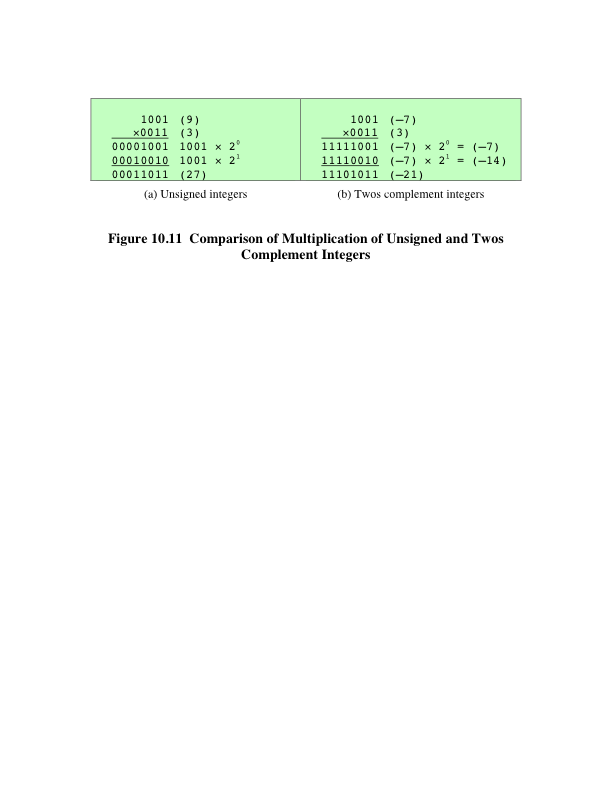 1001 (9)
×0011 (3)
00001001 1001 × 2⁰
00010010 1001 × 2¹
00011011 (27)
(a) Unsigned integers
1001 (–7)
×0011 (3)
11111001 (–7) × 2⁰ = (–7)
11110010 (–7) × 2¹ = (–14)
11101011 (–21)
(b) Twos complement integers
Figure 10.11 Comparison of Multiplication of Unsigned and Twos
Complement Integers